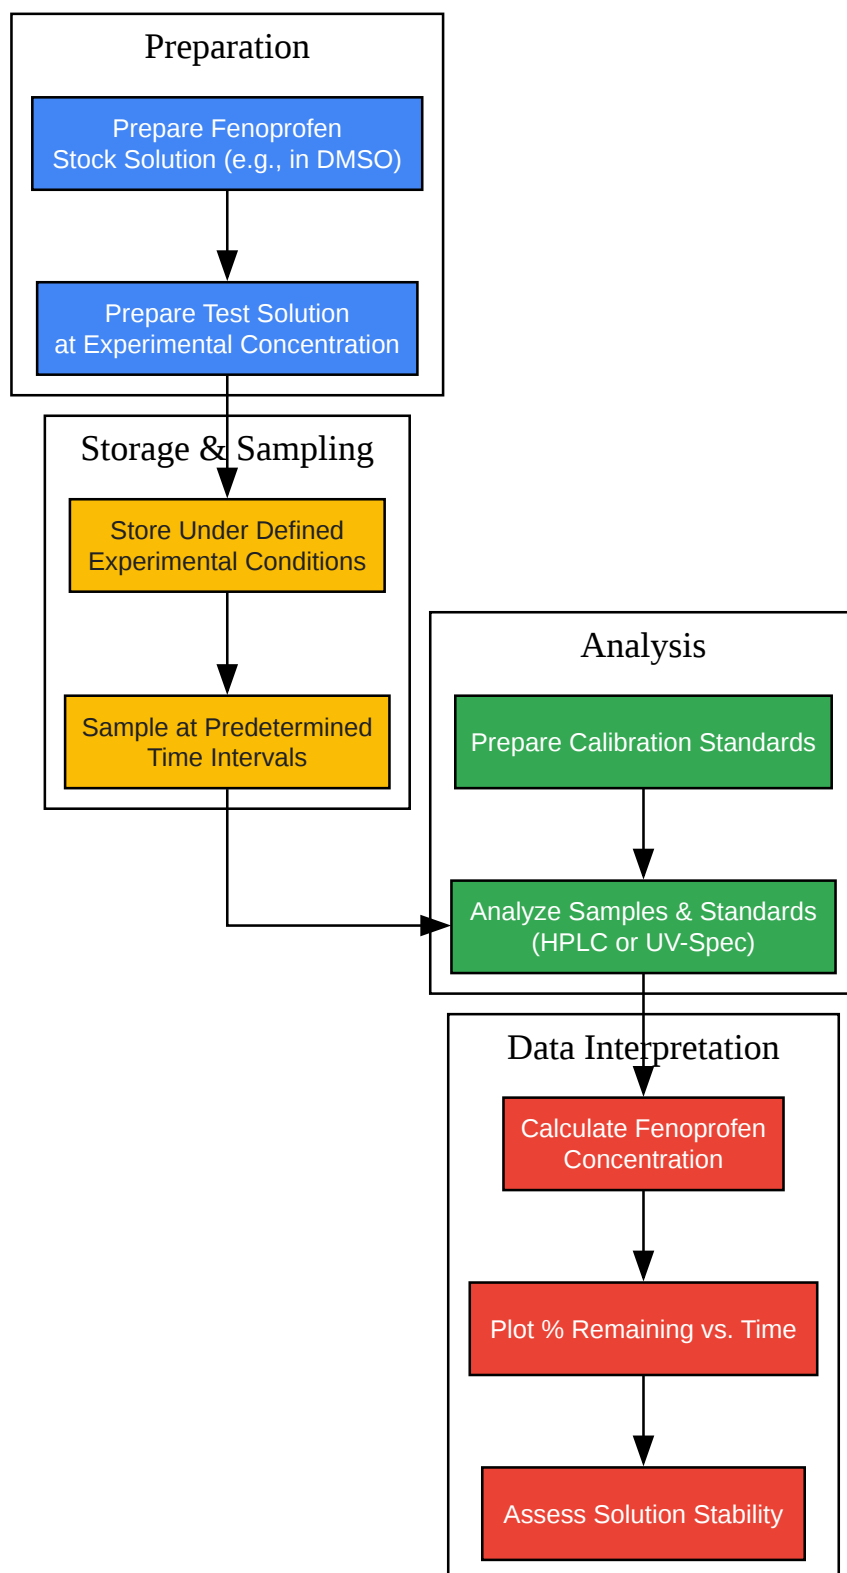 Preparation
Prepare Fenoprofen
Stock Solution (e.g., in DMSO)
Prepare Test Solution
at Experimental Concentration
Storage & Sampling
Store Under Defined
Experimental Conditions
Sample at Predetermined
Time Intervals
Analysis
Prepare Calibration Standards
Analyze Samples & Standards
(HPLC or UV-Spec)
Data Interpretation
Calculate Fenoprofen
Concentration
Plot % Remaining vs. Time
Assess Solution Stability